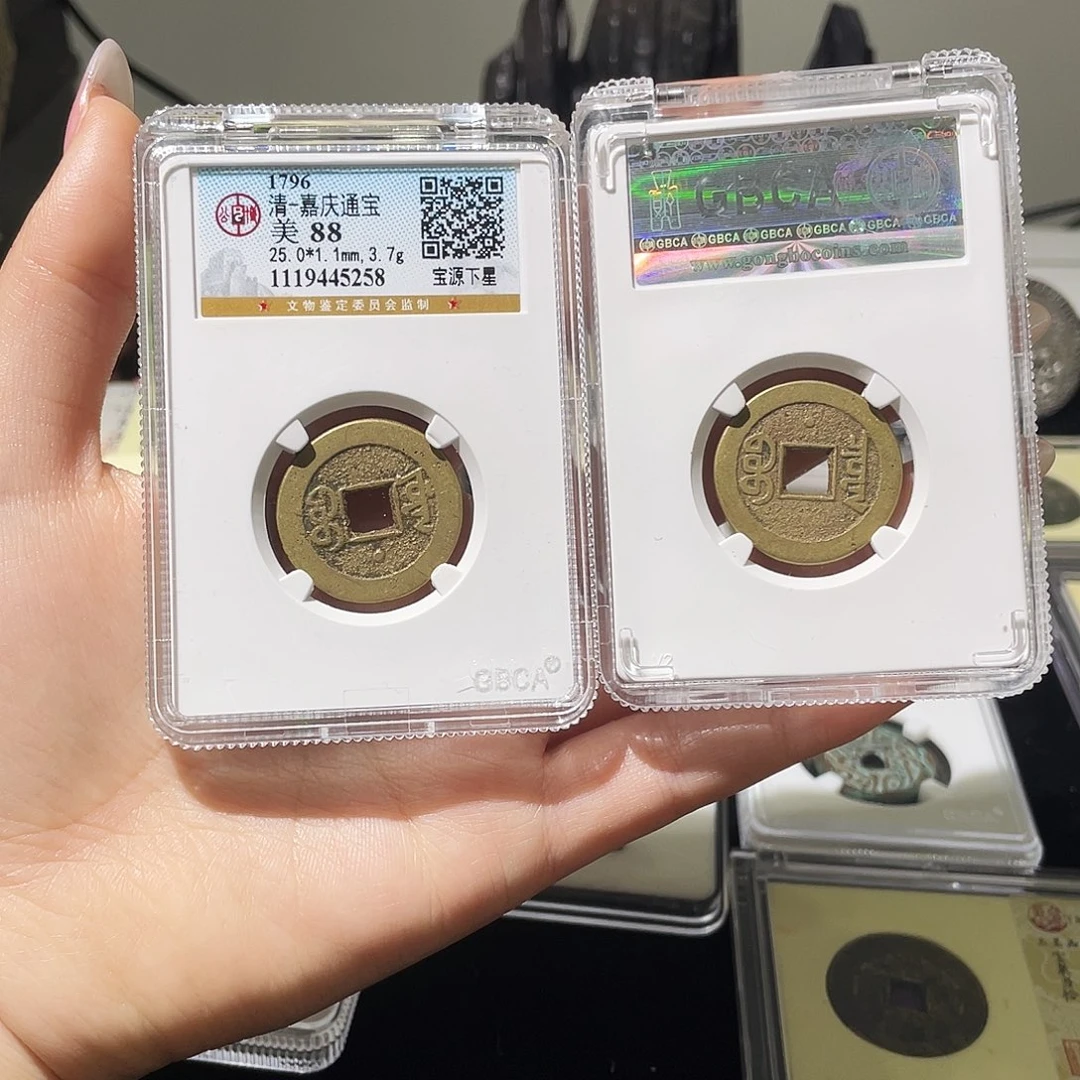 1796
清-嘉庆通宝
美 88
25.0*1.1mm,3.7g
1119445258
宝源下星
文物鉴定委员会监制
GBCA
GBCA
GBCA GBCA GBCA GBCA GBCA GBCA
www.gongbocoins.com